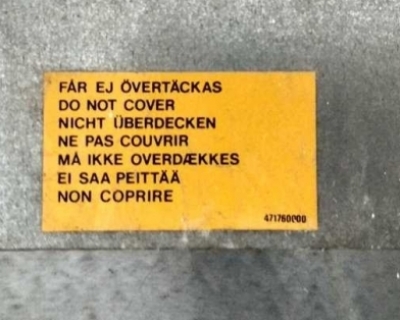 FÅR EJ ÖVERTÄCKAS
DO NOT COVER
NICHT ÜBERDECKEN
NE PAS COUVRIR
MÅ IKKE OVERDÆKKES
EI SAA PEITTÄÄ
NON COPRIRE
471760000